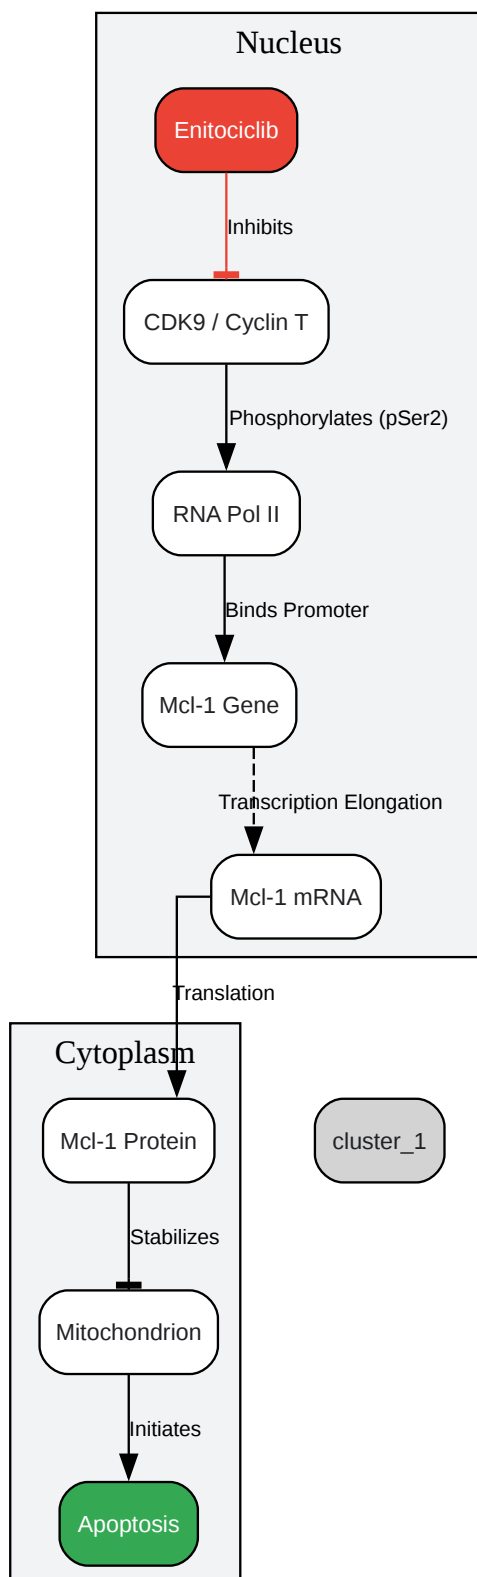 Nucleus
Enitociclib
Inhibits
CDK9 / Cyclin T
Phosphorylates (pSer2)
RNA Pol II
Binds Promoter
Mcl-1 Gene
Transcription Elongation
Mcl-1 mRNA
Translation
Cytoplasm
Mcl-1 Protein
cluster_1
Stabilizes
Mitochondrion
Initiates
Apoptosis